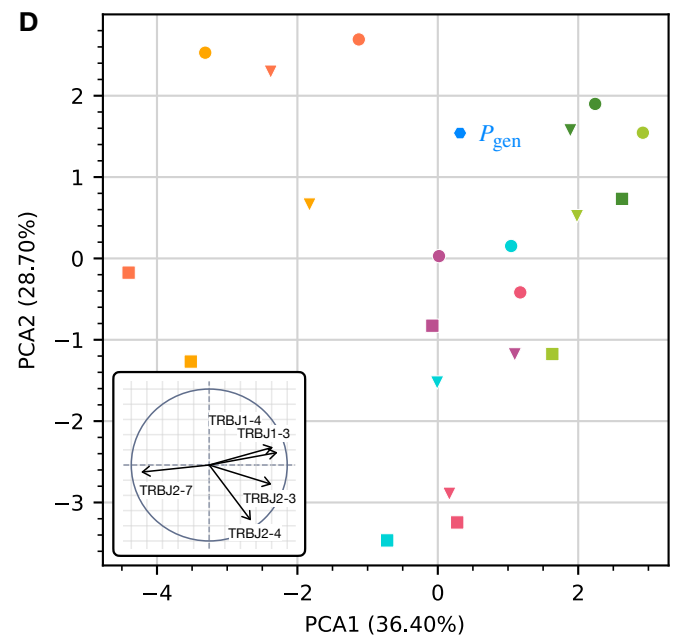 D
PCA2 (28.70%)
2
1
0
−1
−2
−3
P gen
TRBJ1-4
TRBJ1-3
TRBJ2-7
TRBJ2-3
TRBJ2-4
−4 −2 0 2
PCA1 (36.40%)